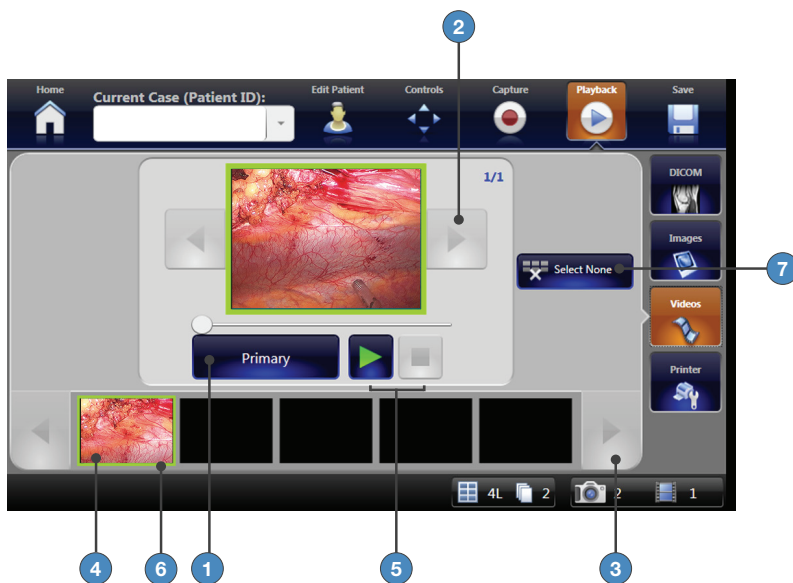 2
Home
Current Case (Patient ID):
Edit Patient
Controls
Capture
Playback
Save
1/1
DICOM
Images
Select None
7
Videos
Primary
Printer
4L 2 2 1
4 6 1 5 3